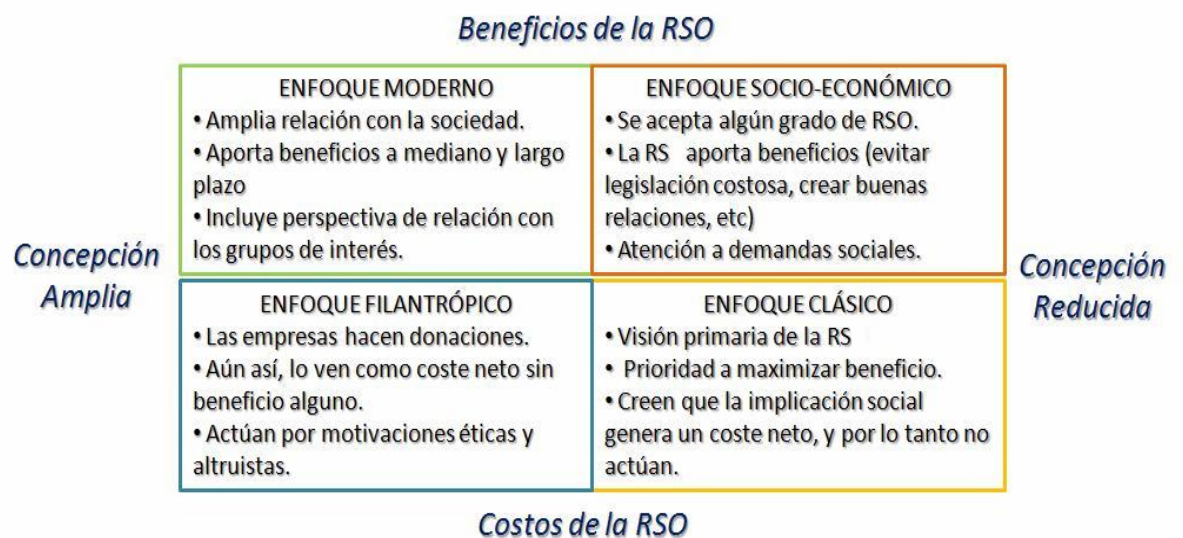 Beneficios de la RSO
ENFOQUE MODERNO
• Amplia relación con la sociedad.
• Aporta beneficios a mediano y largo
plazo
• Incluye perspectiva de relación con
los grupos de interés.
ENFOQUE SOCIO-ECONÓMICO
• Se acepta algún grado de RSO.
• La RS aporta beneficios (evitar
legislación costosa, crear buenas
relaciones, etc)
• Atención a demandas sociales.
Concepción
Amplia
Concepción
Reducida
ENFOQUE FILANTRÓPICO
• Las empresas hacen donaciones.
• Aún así, lo ven como coste neto sin
beneficio alguno.
• Actúan por motivaciones éticas y
altruistas.
ENFOQUE CLÁSICO
• Visión primaria de la RS
• Prioridad a maximizar beneficio.
• Creen que la implicación social
genera un coste neto, y por lo tanto no
actúan.
Costos de la RSO